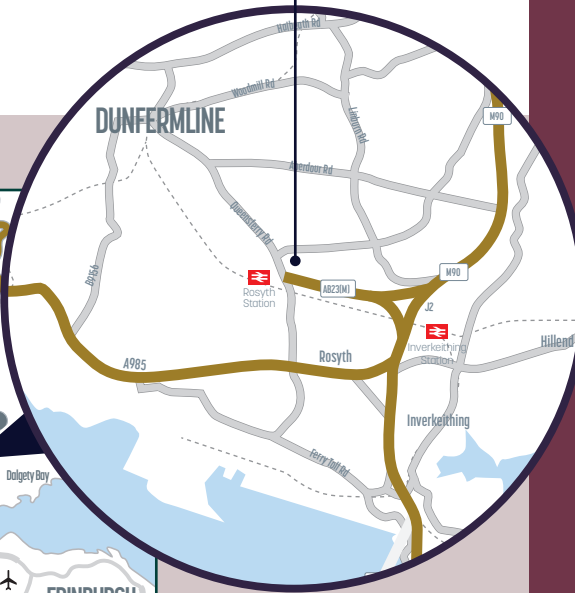 Halbeath Rd
Woodmill Rd
M90
DUNFERMLINE
Linburn Rd
Aberdour Rd
Queensferry Rd
B9156
M90
Rosyth
Station
A823(M)
J2
Inverkeithing
Station
Hillend
A985
Rosyth
Inverkeithing
Ferry Toll Rd
Dalgety Bay
EDINBURGH